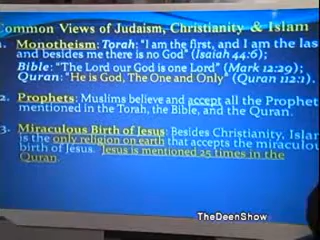 Common Views of Judaism, Christianity & Islam
1. Monotheism: Torah: "I am the first, and I am the las
and besides me there is no God" (Isaiah 44:6);
Bible: "The Lord our God is one Lord" (Mark 12:29);
Quran: "He is God, The One and Only" (Quran 112:1).
2. Prophets: Muslims believe and accept all the Prophet
mentioned in the Torah, the Bible, and the Quran.
3. Miraculous Birth of Jesus: Besides Christianity, Islam
is the only religion on earth that accepts the miraculou
birth of Jesus. Jesus is mentioned 25 times in the
Quran.
TheDeenShow